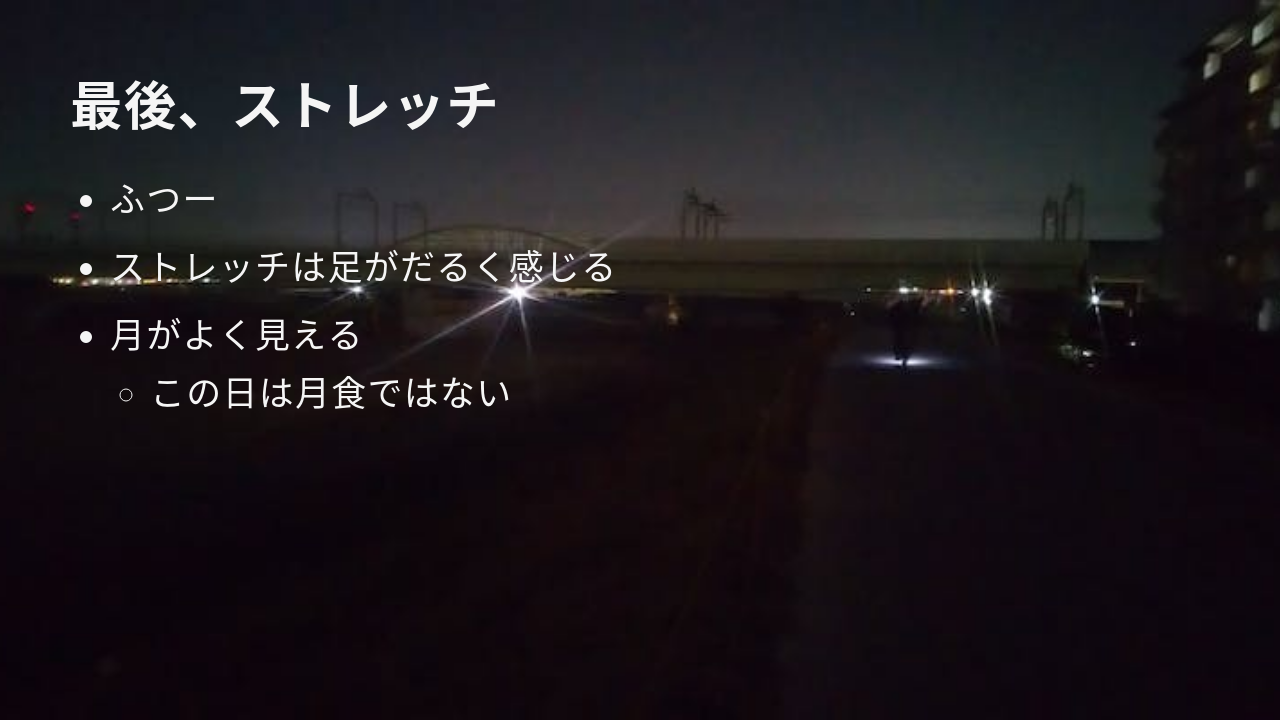 最後、ストレッチ
ふつー
ストレッチは足がだるく感じる
月がよく見える
この日は月食ではない